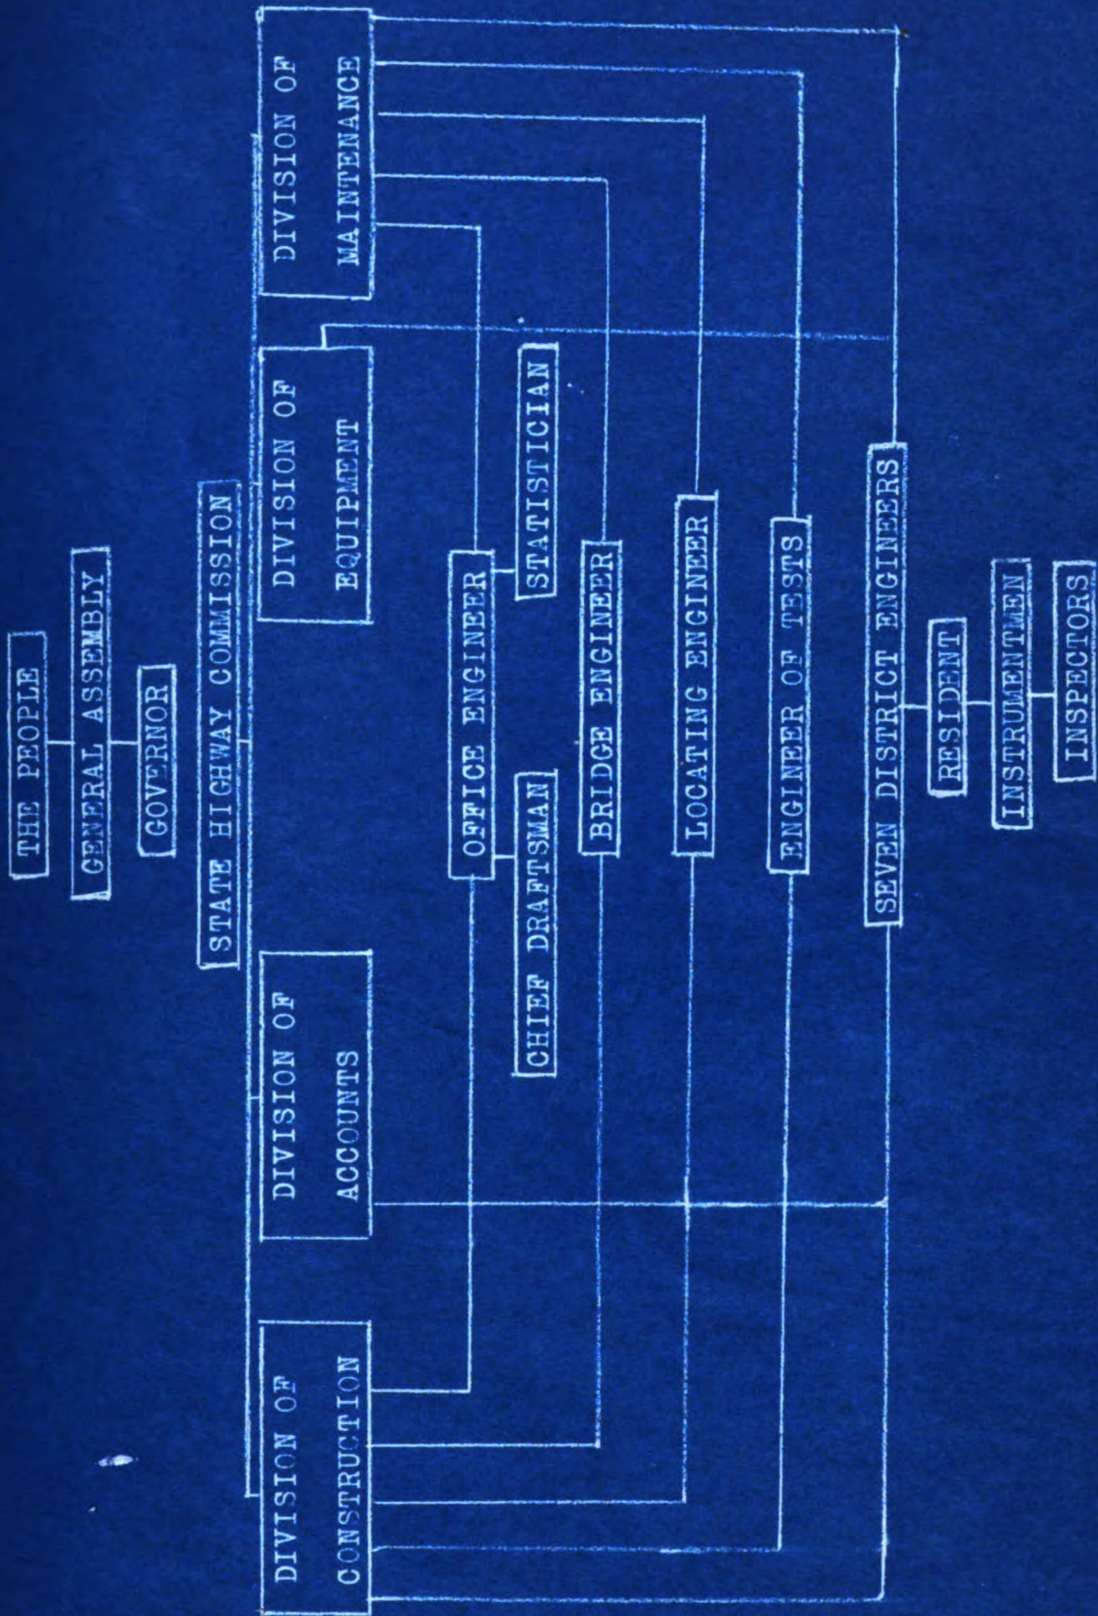 THE PEOPLE
GENERAL ASSEMBLY
GOVERNOR
STATE HIGHWAY COMMISSION
DIVISION OF
CONSTRUCTION
DIVISION OF
ACCOUNTS
DIVISION OF
EQUIPMENT
DIVISION OF
MAINTENANCE
OFFICE ENGINEER
CHIEF DRAFTSMAN
STATISTICIAN
BRIDGE ENGINEER
LOCATING ENGINEER
ENGINEER OF TESTS
SEVEN DISTRICT ENGINEERS
RESIDENT
INSTRUMENTMEN
INSPECTORS